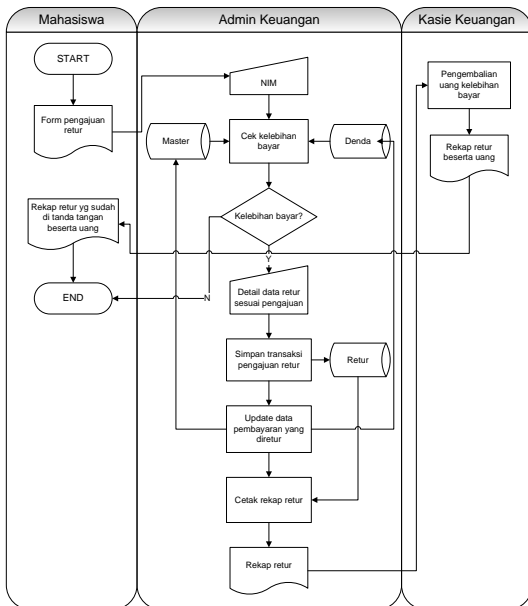 Mahasiswa
Admin Keuangan
Kasie Keuangan
START
Form pengajuan
retur
NIM
Master
Cek kelebihan
bayar
Denda
Pengembalian
uang kelebihan
bayar
Rekap retur
beserta uang
Rekap retur yg sudah
di tanda tangan
beserta uang
Kelebihan bayar?
Y
N
END
Detail data retur
sesuai pengajuan
Simpan transaksi
pengajuan retur
Retur
Update data
pembayaran yang
diretur
Cetak rekap retur
Rekap retur